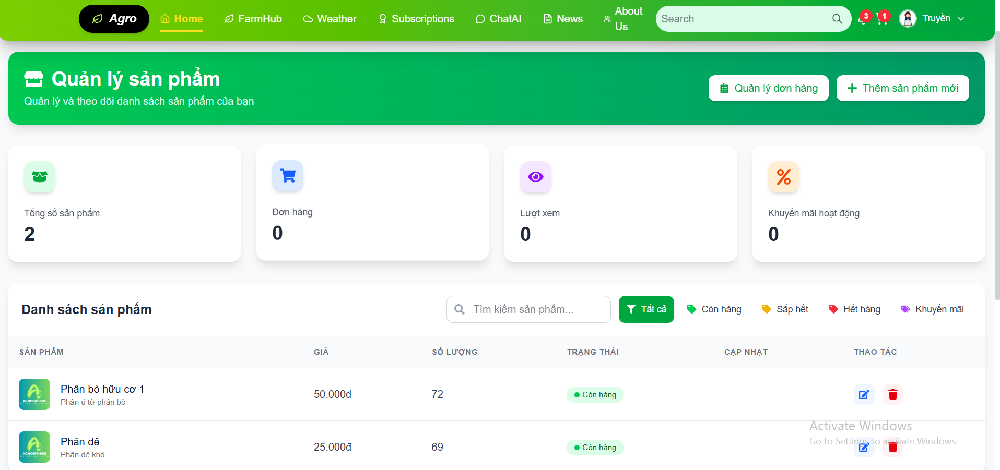 Agro Home FarmHub Weather Subscriptions ChatAI News About Us Search 3 1 Truyền
Quản lý sản phẩm
Quản lý và theo dõi danh sách sản phẩm của bạn
Quản lý đơn hàng Thêm sản phẩm mới
Tổng số sản phẩm
2
Đơn hàng
0
Lượt xem
0
Khuyến mãi hoạt động
0
Danh sách sản phẩm Tìm kiếm sản phẩm... Tất cả Còn hàng Sắp hết Hết hàng Khuyến mãi
SẢN PHẨM GIÁ SỐ LƯỢNG TRẠNG THÁI CẬP NHẬT THAO TÁC
AGROSPHERE
Phân bò hữu cơ 1 50.000đ 72 Còn hàng
Phân ủ từ phân bò
AGROSPHERE
Phân dê 25.000đ 69 Còn hàng
Phân dê khô
Activate Windows
Go to Settings to activate Windows.